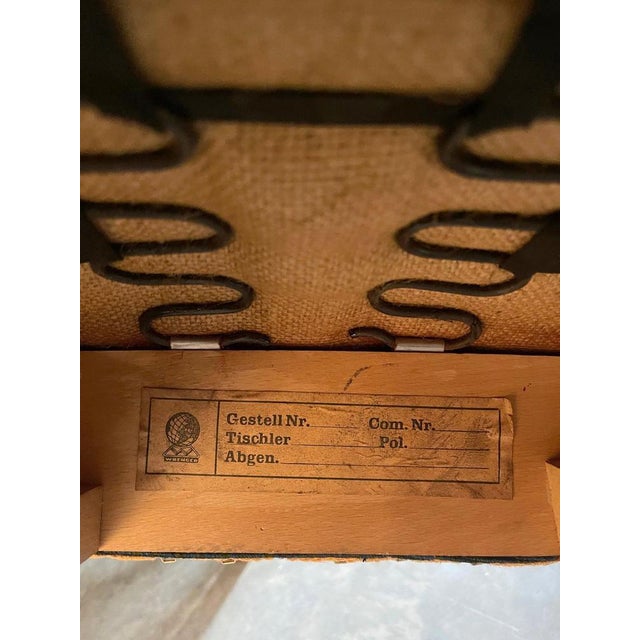 Gestell Nr. Com. Nr.
Tischler Pol.
Abgen.